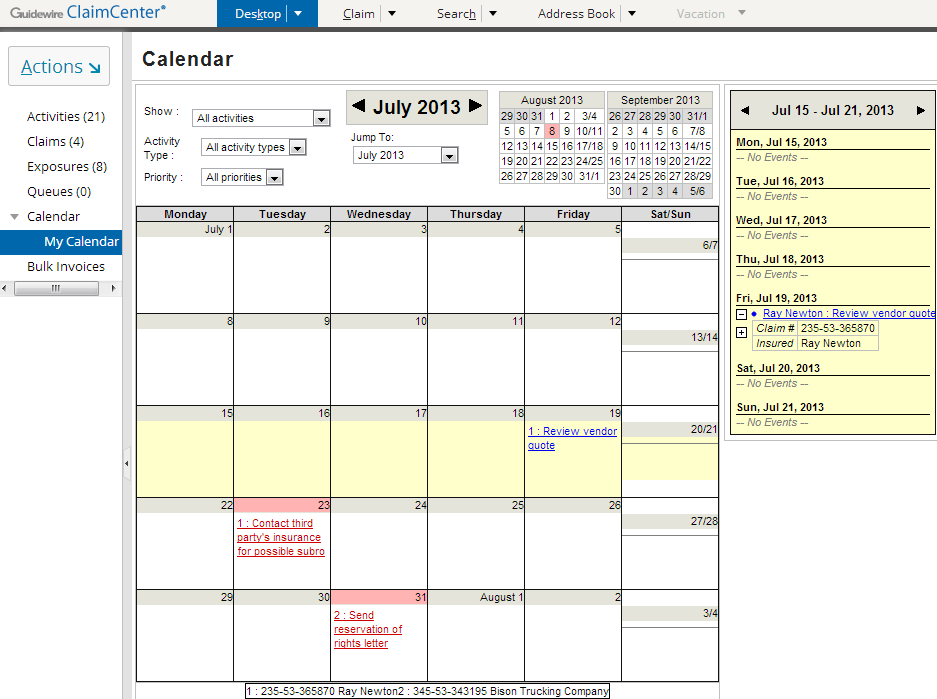 Guidewire ClaimCenter®
Desktop Claim Search Address Book Vacation
Actions
Activities (21)
Claims (4)
Exposures (8)
Queues (0)
Calendar
My Calendar
Bulk Invoices
Calendar
Show : All activities
Activity Type : All activity types
Priority : All priorities
July 2013
Jump To:
July 2013
August 2013
29 30 31 1 2 3/4
5 6 7 8 9 10/11
12 13 14 15 16 17/18
19 20 21 22 23 24/25
26 27 28 29 30 31/1
September 2013
26 27 28 29 30 31/1
2 3 4 5 6 7/8
9 10 11 12 13 14/15
16 17 18 19 20 21/22
23 24 25 26 27 28/29
30 1 2 3 4 5/6
Monday Tuesday Wednesday Thursday Friday Sat/Sun
July 1 2 3 4 5
6/7
8 9 10 11 12
13/14
15 16 17 18 19
20/21
1 : Review vendor
quote
22 23 24 25 26
27/28
1 : Contact third
party's insurance
for possible subro
29 30 31 August 1 2
3/4
2 : Send
reservation of
rights letter
1 : 235-53-365870 Ray Newton2 : 345-53-343195 Bison Trucking Company
Jul 15 - Jul 21, 2013
Mon, Jul 15, 2013
-- No Events --
Tue, Jul 16, 2013
-- No Events --
Wed, Jul 17, 2013
-- No Events --
Thu, Jul 18, 2013
-- No Events --
Fri, Jul 19, 2013
Ray Newton : Review vendor quote
Claim # 235-53-365870
Insured Ray Newton
Sat, Jul 20, 2013
-- No Events --
Sun, Jul 21, 2013
-- No Events --